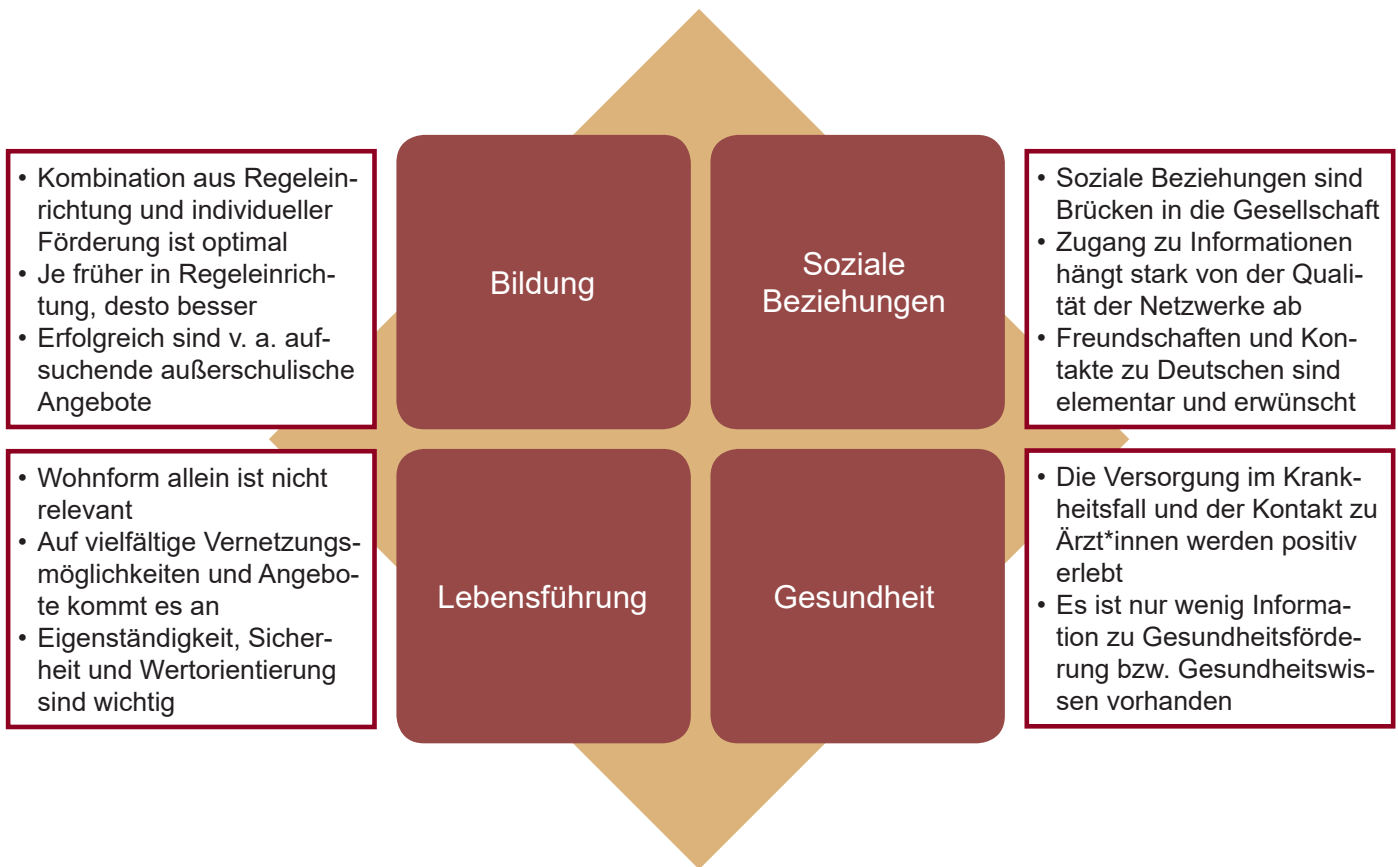 • Kombination aus Regelein-
richtung und individueller
Förderung ist optimal
• Je früher in Regeleinrich-
tung, desto besser
• Erfolgreich sind v. a. auf-
suchende außerschulische
Angebote
Bildung
Soziale
Beziehungen
• Soziale Beziehungen sind
Brücken in die Gesellschaft
• Zugang zu Informationen
hängt stark von der Quali-
tät der Netzwerke ab
• Freundschaften und Kon-
takte zu Deutschen sind
elementar und erwünscht
• Wohnform allein ist nicht
relevant
• Auf vielfältige Vernetzungs-
möglichkeiten und Angebo-
te kommt es an
• Eigenständigkeit, Sicher-
heit und Wertorientierung
sind wichtig
Lebensführung
Gesundheit
• Die Versorgung im Krank-
heitsfall und der Kontakt zu
Ärzt*innen werden positiv
erlebt
• Es ist nur wenig Informa-
tion zu Gesundheitsförde-
rung bzw. Gesundheitswis-
sen vorhanden